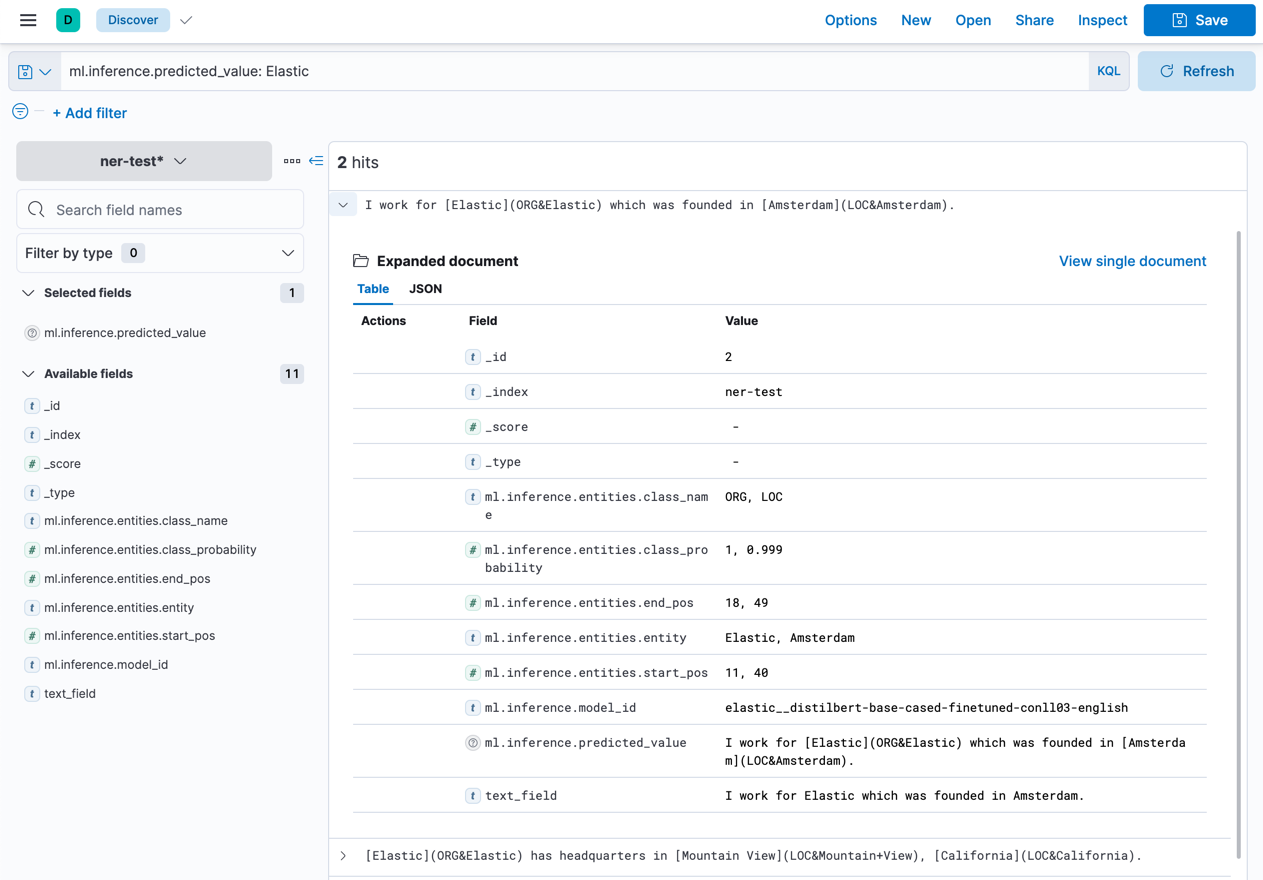 D
Discover
Options
New
Open
Share
Inspect
Save
ml.inference.predicted_value: Elastic
KQL
Refresh
+ Add filter
ner-test*
Search field names
Filter by type 0
Selected fields 1
ml.inference.predicted_value
Available fields 11
t _id
t _index
# _score
t _type
t ml.inference.entities.class_name
# ml.inference.entities.class_probability
# ml.inference.entities.end_pos
t ml.inference.entities.entity
# ml.inference.entities.start_pos
t ml.inference.model_id
t text_field
2 hits
I work for [Elastic](ORG&Elastic) which was founded in [Amsterdam](LOC&Amsterdam).
Expanded document
View single document
Table JSON
Actions Field Value
t _id 2
t _index ner-test
# _score -
t _type -
t ml.inference.entities.class_nam ORG, LOC
e
# ml.inference.entities.class_pro 1, 0.999
bability
# ml.inference.entities.end_pos 18, 49
t ml.inference.entities.entity Elastic, Amsterdam
# ml.inference.entities.start_pos 11, 40
t ml.inference.model_id elastic__distilbert-base-cased-finetuned-conll03-english
? ml.inference.predicted_value I work for [Elastic](ORG&Elastic) which was founded in [Amsterda
m](LOC&Amsterdam).
t text_field I work for Elastic which was founded in Amsterdam.
[Elastic](ORG&Elastic) has headquarters in [Mountain View](LOC&Mountain+View), [California](LOC&California).